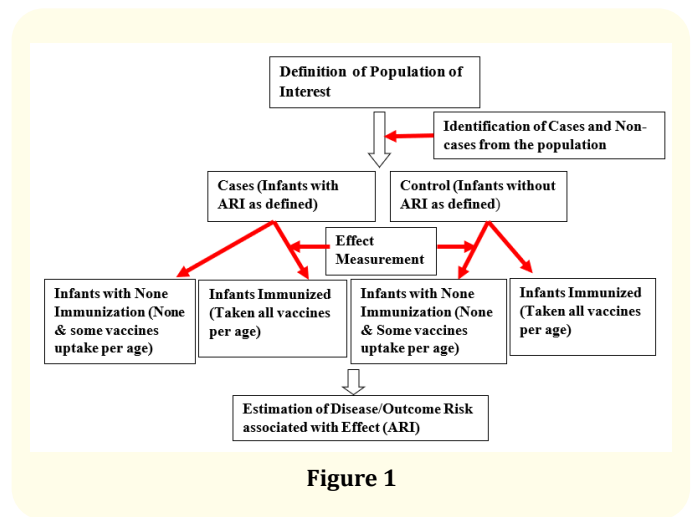 Definition of Population of
Interest
Identification of Cases and Non-
cases from the population
Cases (Infants with
ARI as defined)
Control (Infants without
ARI as defined)
Effect
Measurement
Infants with None
Immunization (None
& some vaccines
uptake per age)
Infants Immunized
(Taken all vaccines
per age)
Infants with None
Immunization (None
& Some vaccines
uptake per age)
Infants Immunized
(Taken all vaccines
per age)
Estimation of Disease/Outcome Risk
associated with Effect (ARI)
Figure 1